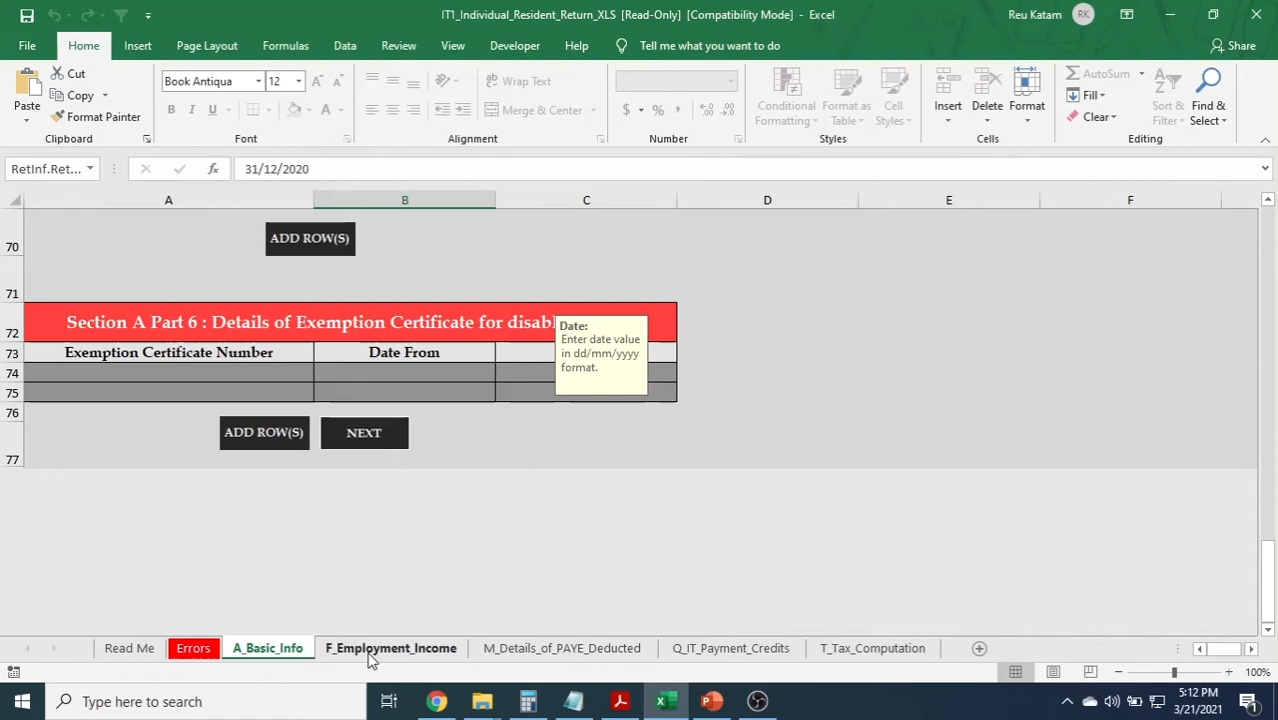 IT1_Individual_Resident_Return_XLS [Read-Only] [Compatibility Mode] - Excel
Reu Katam
RK
File Home Insert Page Layout Formulas Data Review View Developer Help Tell me what you want to do Share
Paste
Cut
Copy
Format Painter
Clipboard
Book Antiqua 12
B I U
Font
Wrap Text
Merge & Center
Alignment
$ % ,
Number
Conditional Formatting
Format as Table
Cell Styles
Styles
Insert Delete Format
Cells
AutoSum
Fill
Clear
Sort & Filter
Find & Select
Editing
RetInf.Ret... fx 31/12/2020
A B C D E F
70 ADD ROW(S)
71
72 Section A Part 6 : Details of Exemption Certificate for disabl
Date:
Enter date value
in dd/mm/yyyy
format.
73 Exemption Certificate Number Date From
74
75
76
77 ADD ROW(S) NEXT
Read Me Errors A_Basic_Info F_Employment_Income M_Details_of_PAYE_Deducted Q_IT_Payment_Credits T_Tax_Computation
100%
Type here to search
5:12 PM
3/21/2021
1